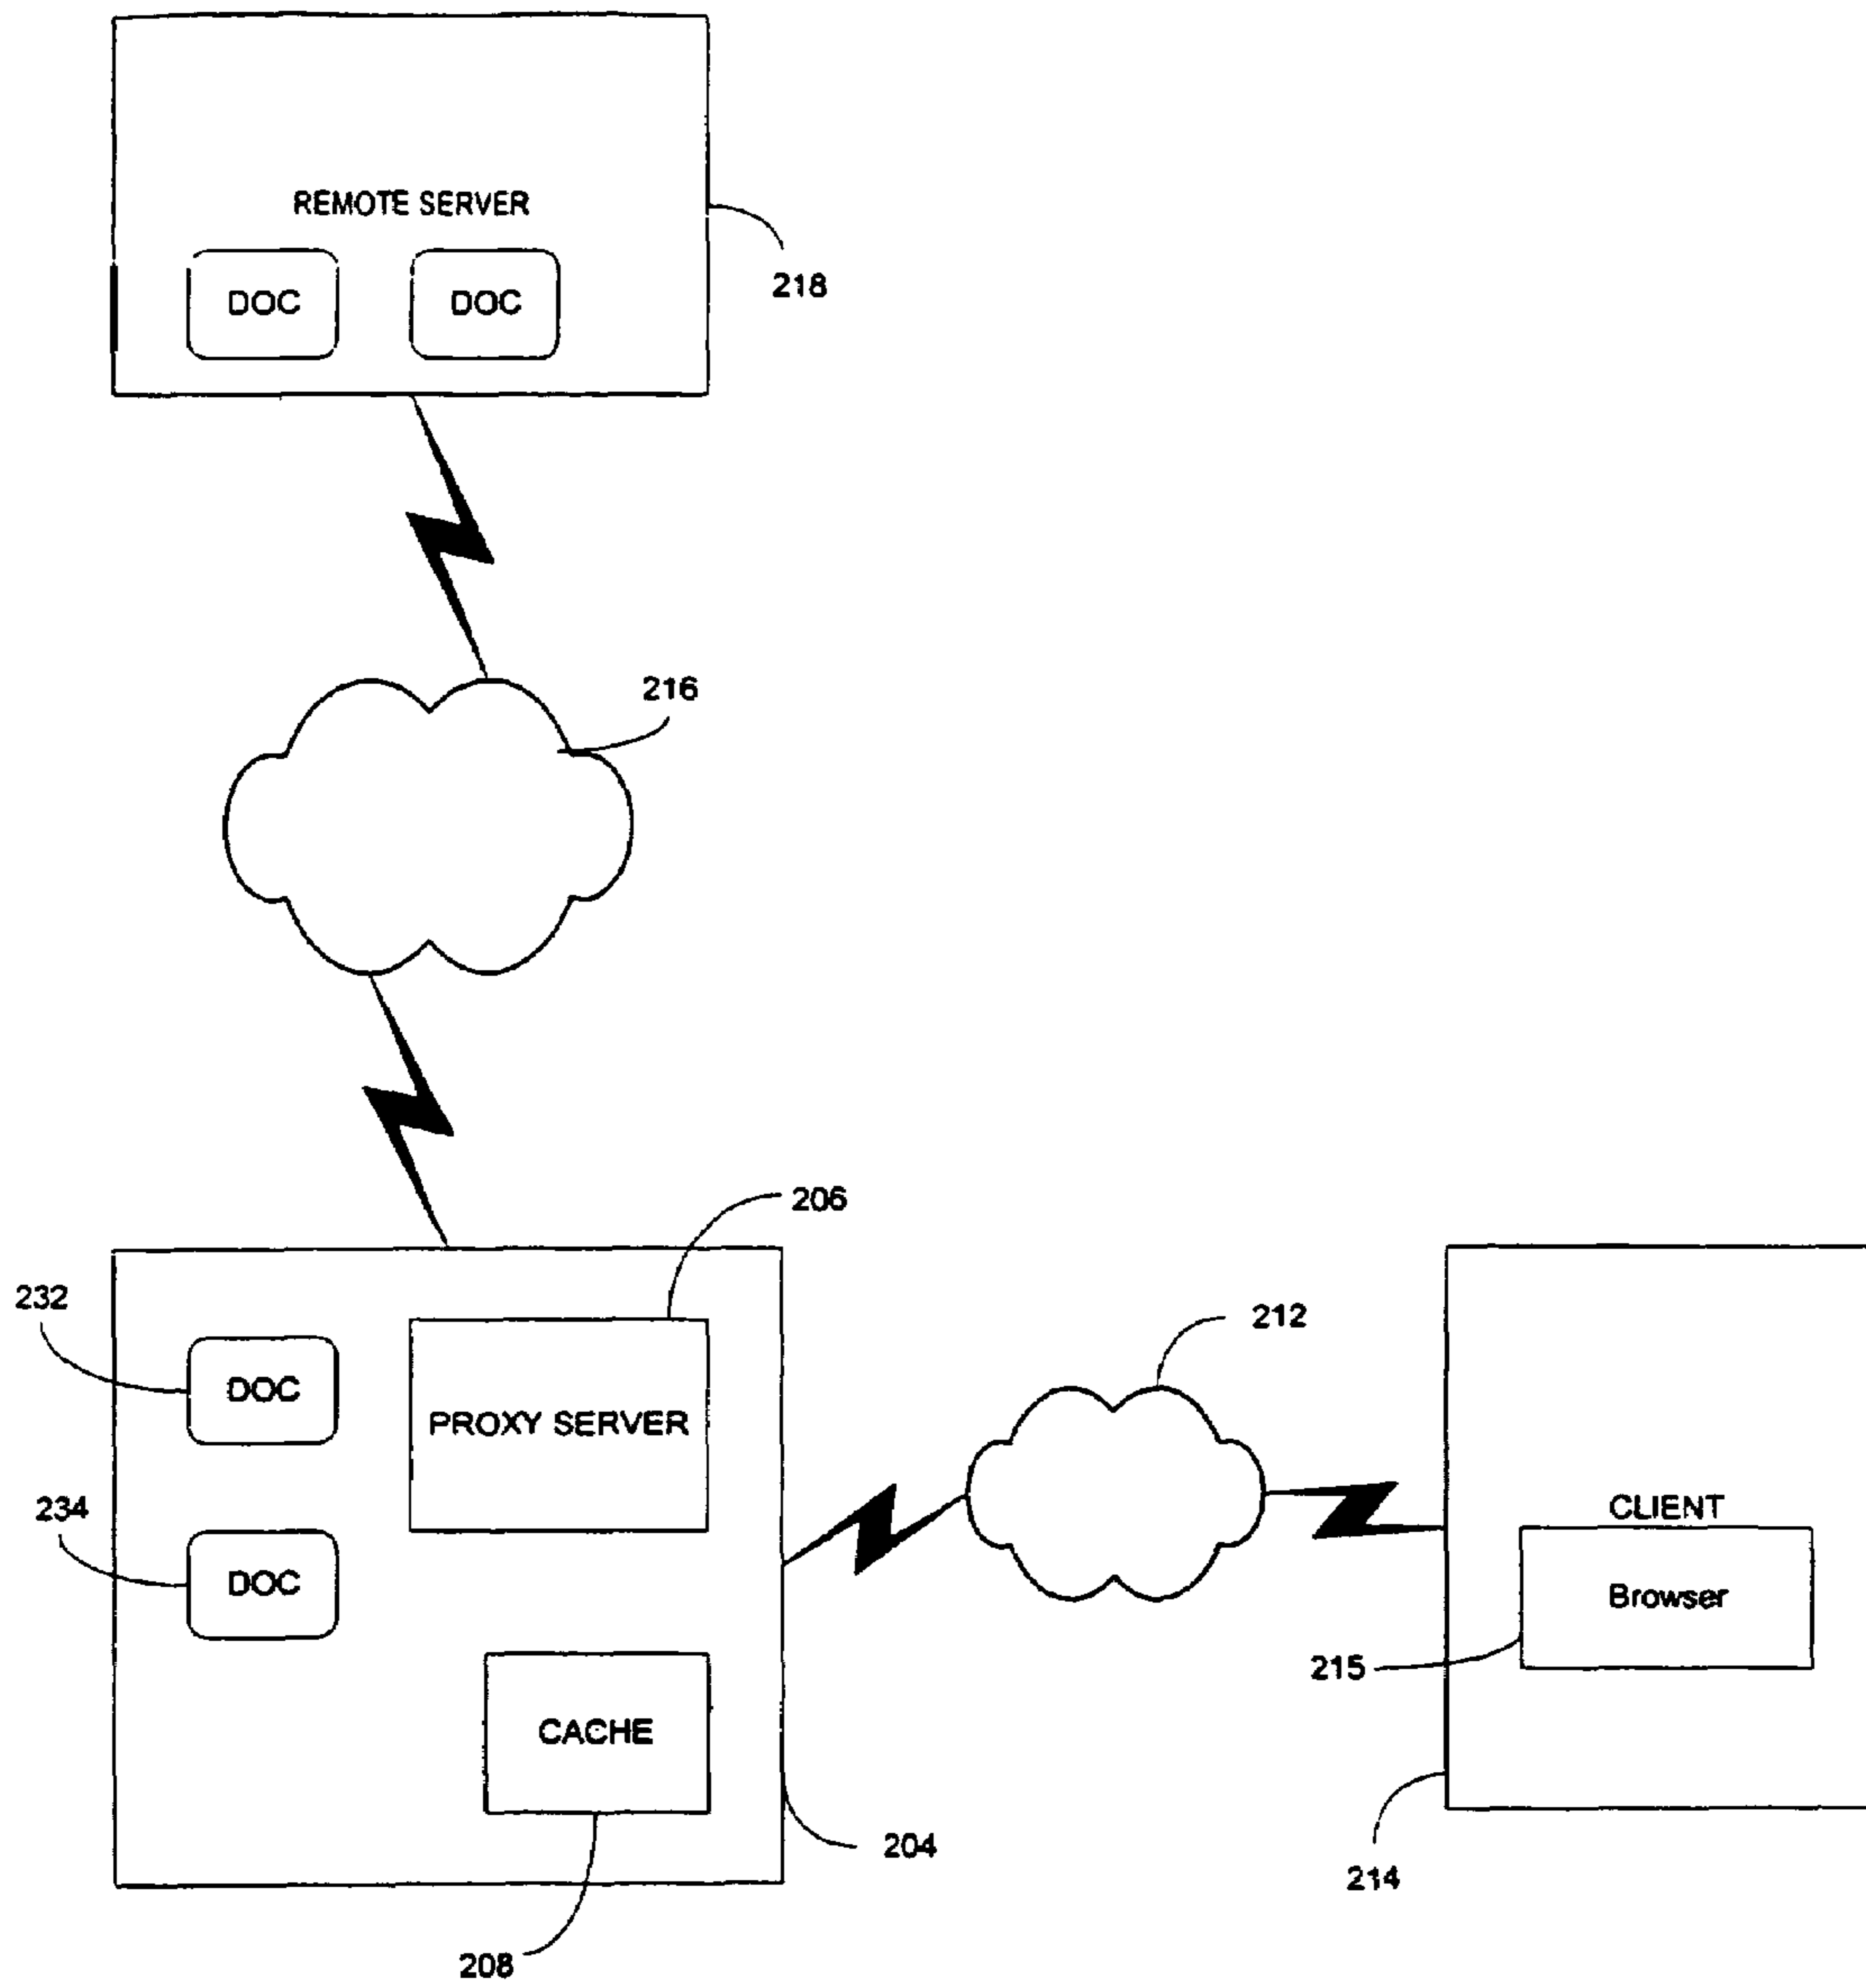 REMOTE SERVER
DOC DOC
218
216
206
232
DOC
PROXY SERVER
212
234
DOC
CLIENT
Browser
215
CACHE
204
214
208